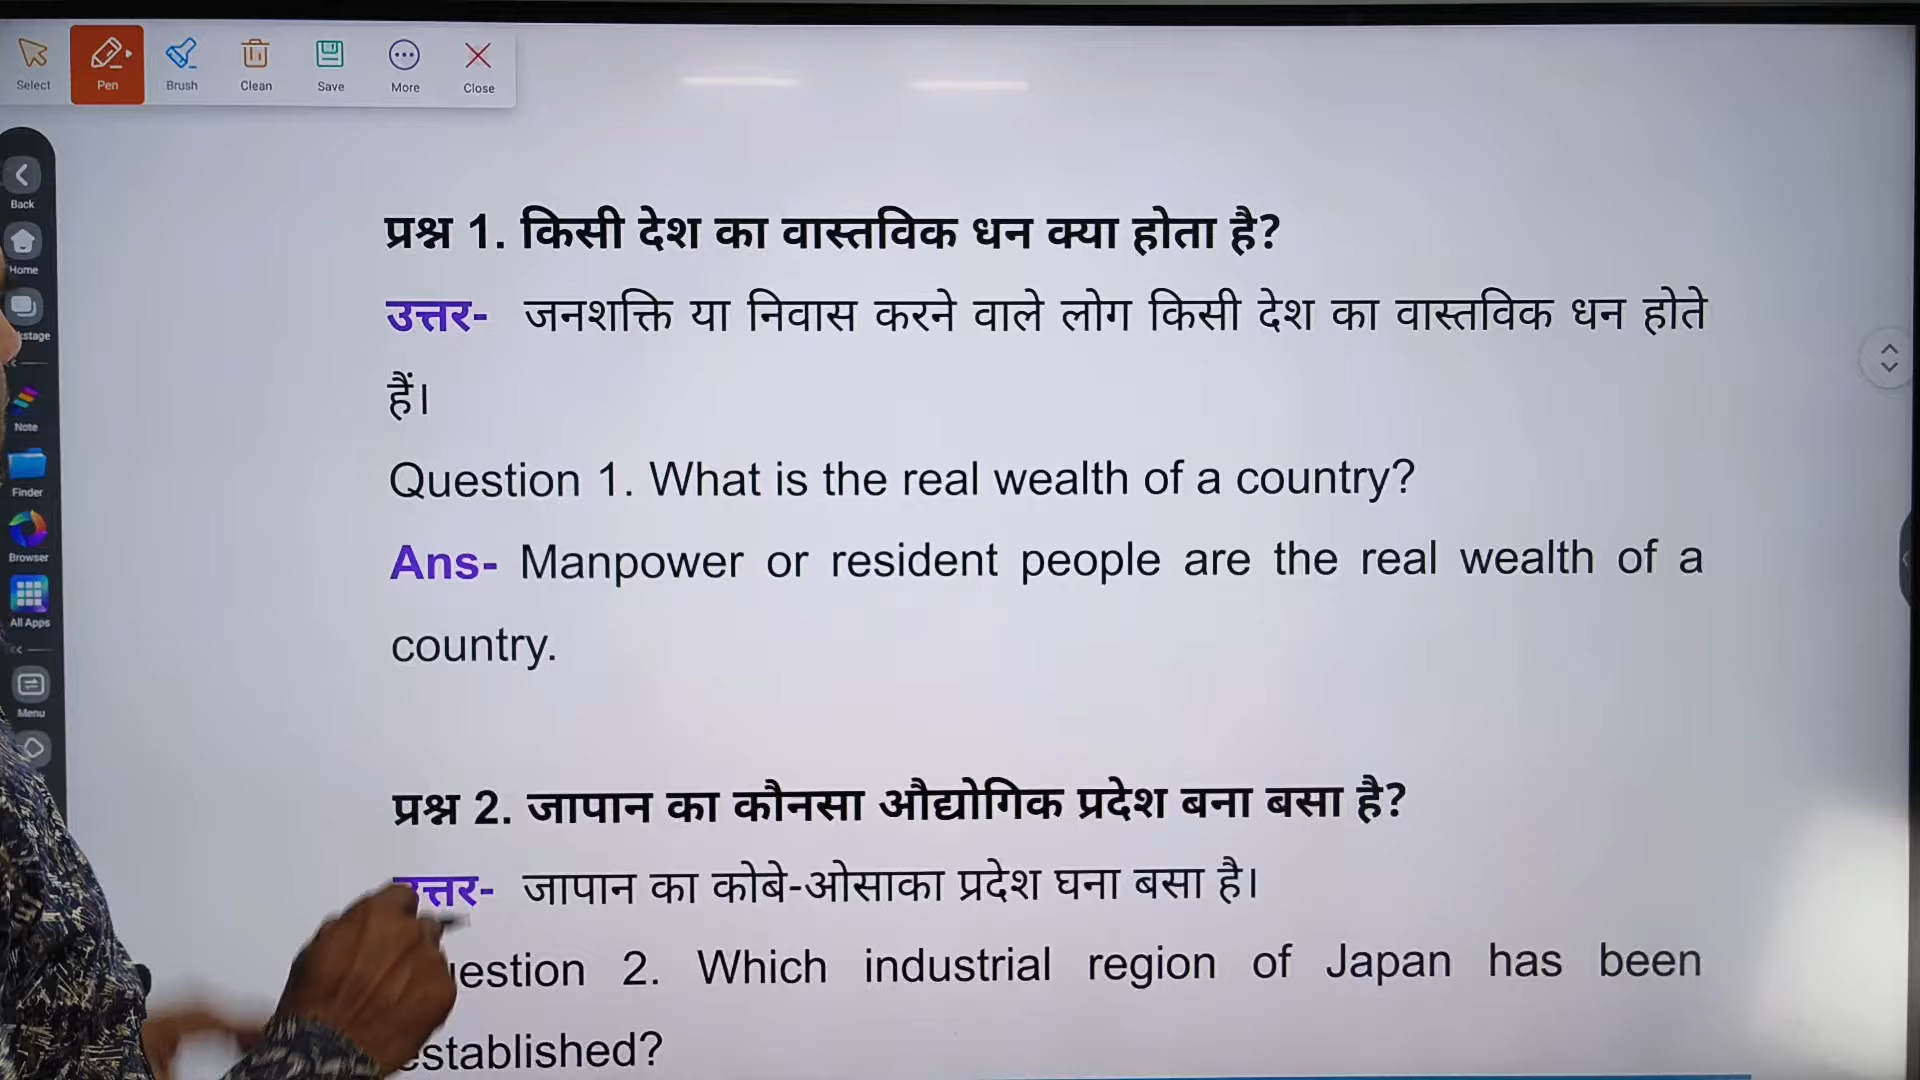 Select Pen Brush Clean Save More Close
Back
Home
प्रश्न 1. किसी देश का वास्तविक धन क्या होता है?
उत्तर- जनशक्ति या निवास करने वाले लोग किसी देश का वास्तविक धन होते
हैं।
Note
Question 1. What is the real wealth of a country?
Finder
Browser
Ans- Manpower or resident people are the real wealth of a
All Apps
country.
Menu
प्रश्न 2. जापान का कौनसा औद्योगिक प्रदेश बना बसा है?
उत्तर- जापान का कोबे-ओसाका प्रदेश घना बसा है।
2. Which industrial region of Japan has been